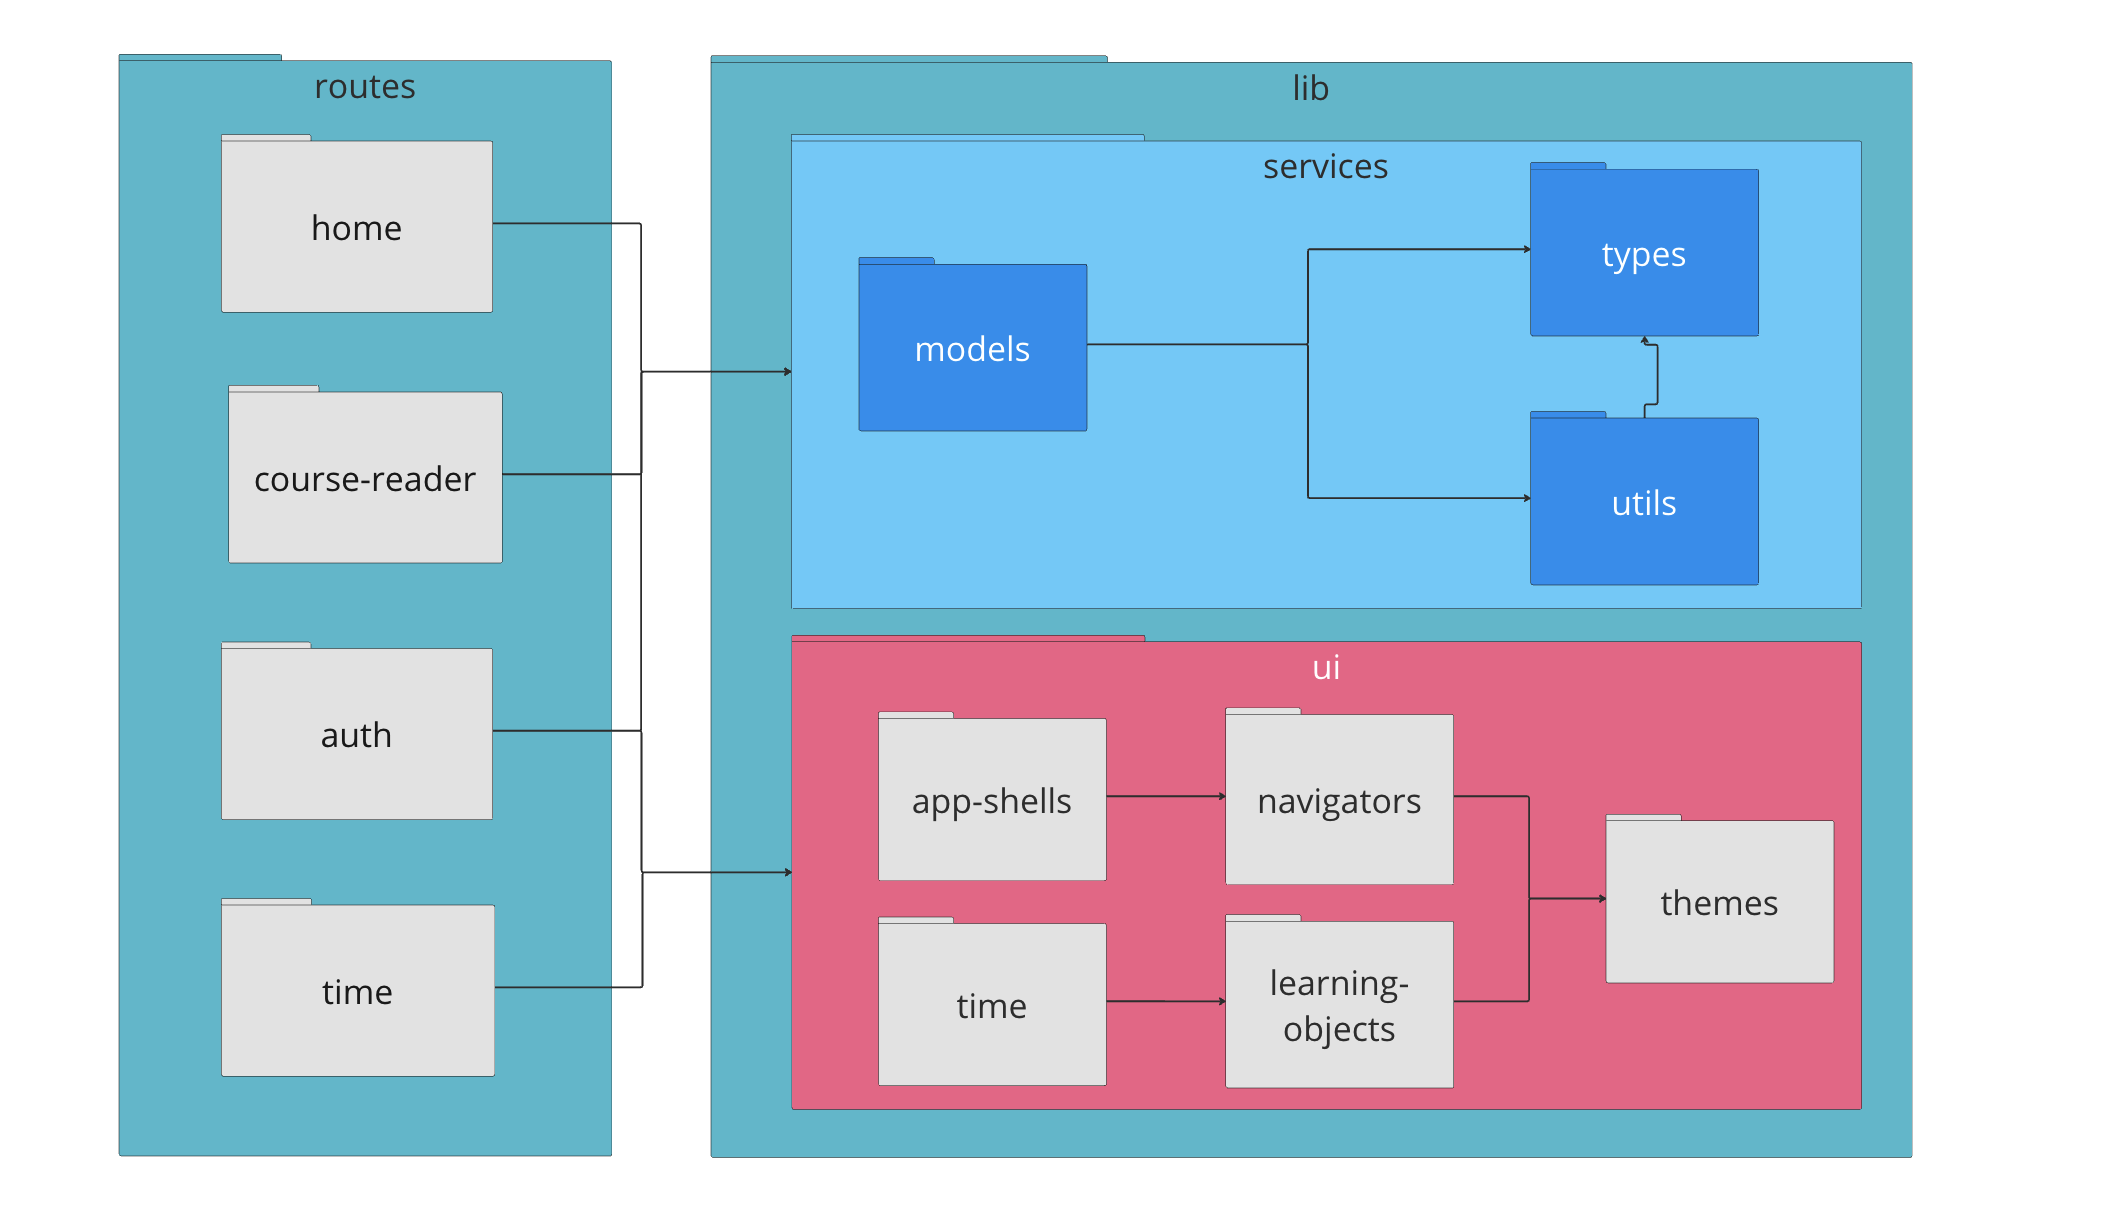 routes
home
course-reader
auth
time
lib
services
models
types
utils
ui
app-shells
navigators
time
learning-
objects
themes